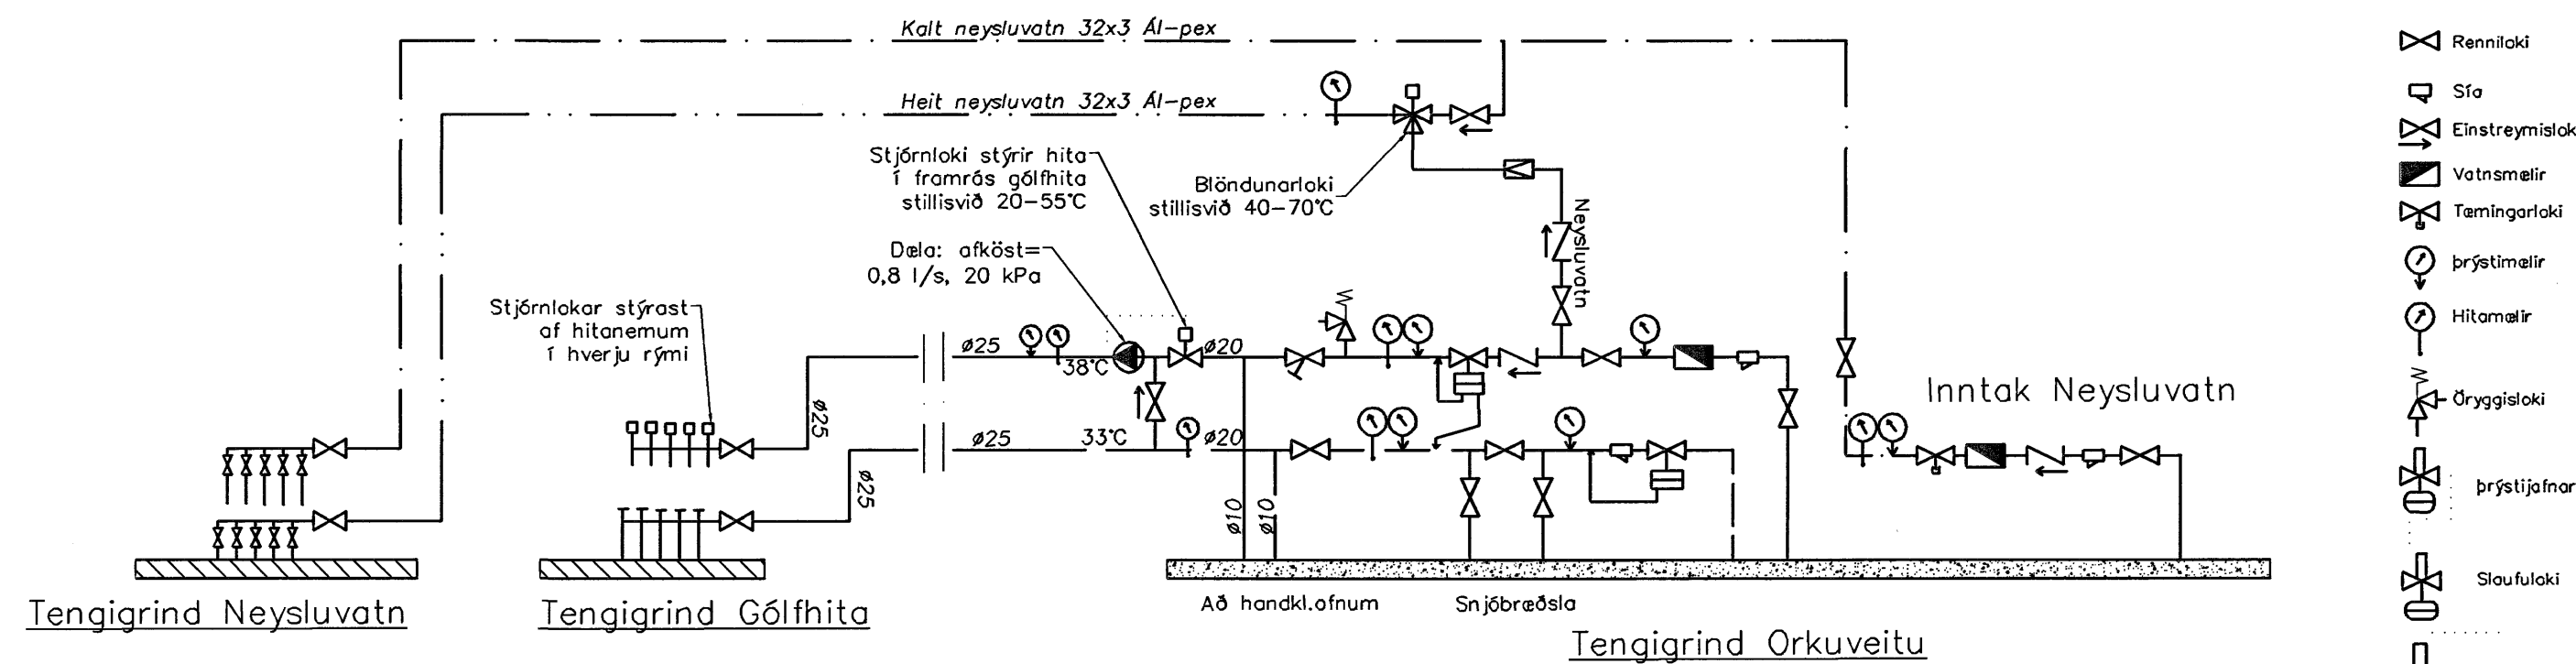 Kalt neysluvatn 32x3 Ál-pex
Heit neysluvatn 32x3 Ál-pex
Stjórnloki stýrir hita
í framrás gólfhita
stillisvið 20-55°C
Blöndunarloki
stillisvið 40-70°C
Dæla: afköst=
0,8 l/s, 20 kPa
Stjórnlokar stýrast
af hitanemum
í hverju rými
Neysluvatn
ø25
38°C
ø20
ø25
ø25
33°C
ø20
ø25
ø10
ø10
Inntak Neysluvatn
Tengigrind Neysluvatn
Tengigrind Gólfhita
Að handkl.ofnum
Snjóbræðsla
Tengigrind Orkuveitu
Renniloki
Sía
Einstreymislok
Vatnsmælir
Tæmingarloki
þrýstimælir
Hitamælir
Öryggisloki
þrýstijafnar
Slaufuloki